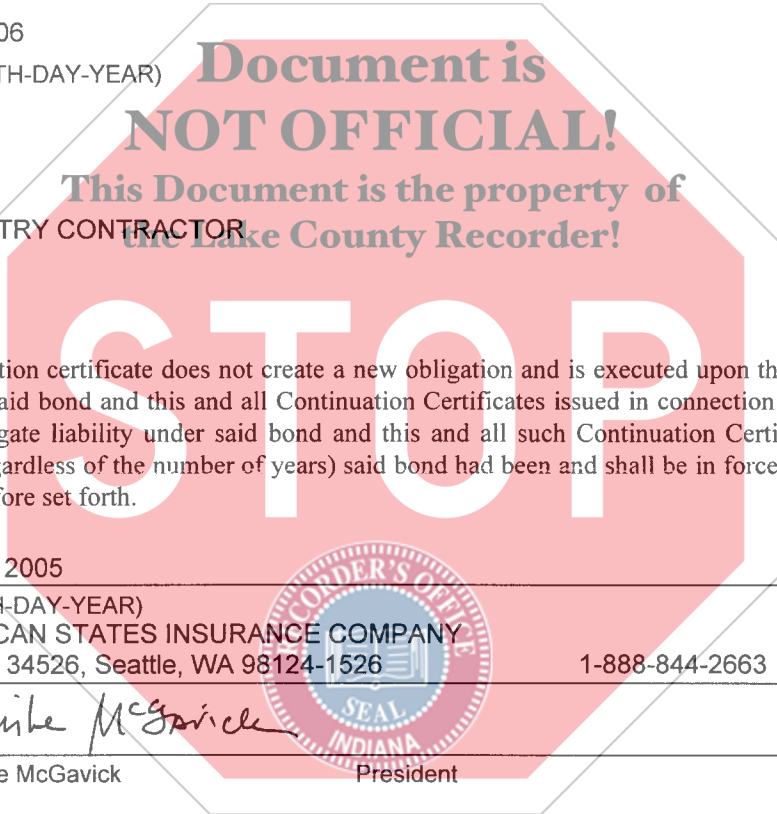 06
TH-DAY-YEAR)
Document is
NOT OFFICIAL!
This Document is the property of
the Lake County Recorder!
TRY CONTRACTOR
STOP
tion certificate does not create a new obligation and is executed upon th
aid bond and this and all Continuation Certificates issued in connection
gate liability under said bond and this and all such Continuation Certi
gardless of the number of years) said bond had been and shall be in force
fore set forth.
2005
H-DAY-YEAR)
CAN STATES INSURANCE COMPANY
34526, Seattle, WA 98124-1526 1-888-844-2663
RECORDER'S OFFICE
SEAL
INDIANA
Mike McGavick
e McGavick President